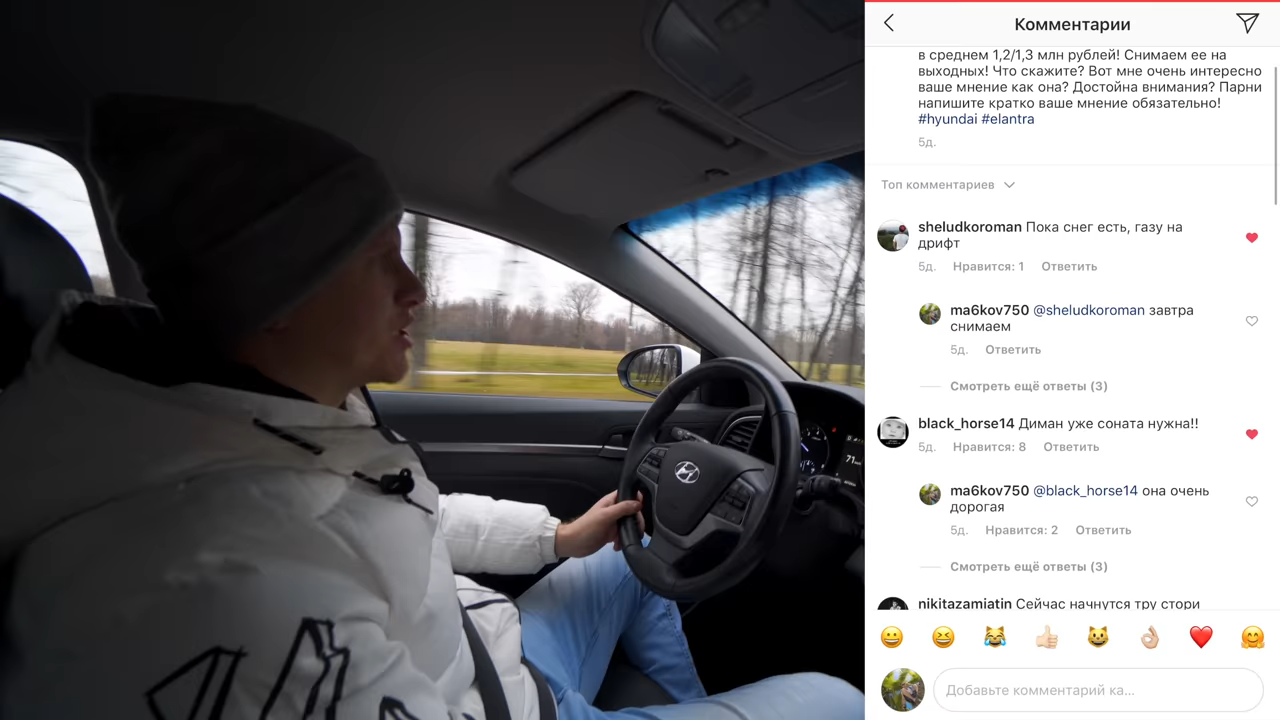 Комментарии
в среднем 1,2/1,3 млн рублей! Снимаем ее на
выходных! Что скажите? Вот мне очень интересно
ваше мнение как она? Достойна внимания? Парни
напишите кратко ваше мнение обязательно!
#hyundai #elantra
5д.
Топ комментариев
sheludkoroman Пока снег есть, газу на
дрифт
5д. Нравится: 1 Ответить
ma6kov750 @sheludkoroman завтра
снимаем
5д. Ответить
Смотреть ещё ответы (3)
black_horse14 Диман уже соната нужна!!
5д. Нравится: 8 Ответить
ma6kov750 @black_horse14 она очень
дорогая
5д. Нравится: 2 Ответить
Смотреть ещё ответы (3)
nikitazamiatin Сейчас начнутся тру стори
Добавьте комментарий ка...
71